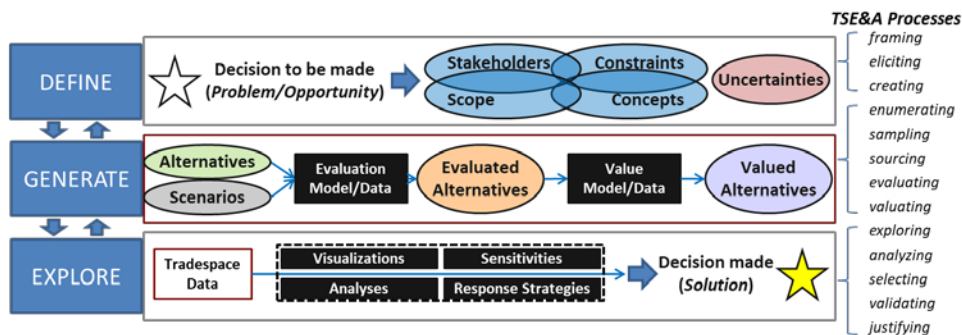 TSE&A Processes
DEFINE
Decision to be made
(Problem/Opportunity)
Stakeholders
Constraints
Scope
Concepts
Uncertainties
framing
eliciting
creating
GENERATE
Alternatives
Scenarios
Evaluation
Model/Data
Evaluated
Alternatives
Value
Model/Data
Valued
Alternatives
enumerating
sampling
sourcing
evaluating
valuating
EXPLORE
Tradespace
Data
Visualizations
Sensitivities
Analyses
Response Strategies
Decision made
(Solution)
exploring
analyzing
selecting
validating
justifying